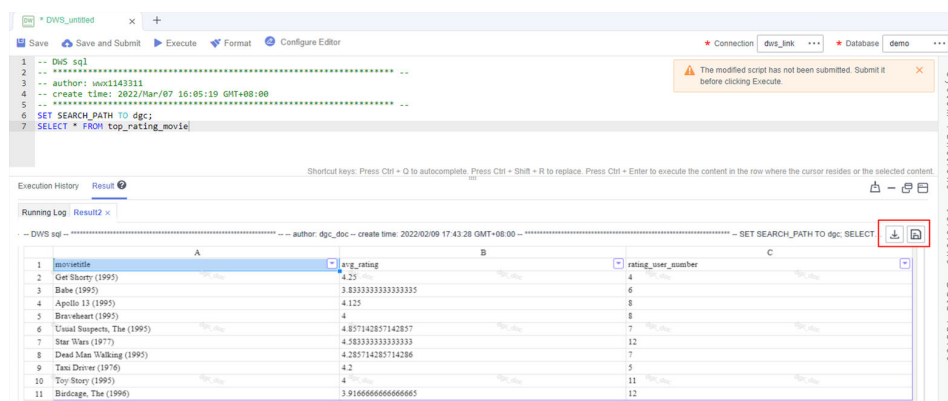 DW * DWS_untitled × +
Save Save and Submit Execute Format Configure Editor * Connection dws_link ··· * Database demo ···
1 -- DWS sql
2 -- ******************************************************************** --
3 -- author: wwx1143311
4 -- create time: 2022/Mar/07 16:05:19 GMT+08:00
5 -- ******************************************************************** --
6 SET SEARCH_PATH TO dgc;
7 SELECT * FROM top_rating_movie
The modified script has not been submitted. Submit it
before clicking Execute.
Shortcut keys: Press Ctrl + Q to autocomplete. Press Ctrl + Shift + R to replace. Press Ctrl + Enter to execute the content in the row where the cursor resides or the selected content.
Execution History Result
Running Log Result2 ×
-- DWS sql -- ******************************************************************** -- -- author: dgc_doc -- create time: 2022/02/09 17:43:28 GMT+08:00 -- ******************************************************************** -- SET SEARCH_PATH TO dgc; SELECT...
A B C
1 movietitle avg_rating rating_user_number
2 Get Shorty (1995) 4.25 4
3 Babe (1995) 3.8333333333333335 6
4 Apollo 13 (1995) 4.125 8
5 Braveheart (1995) 4 8
6 Usual Suspects, The (1995) 4.857142857142857 7
7 Star Wars (1977) 4.583333333333333 12
8 Dead Man Walking (1995) 4.285714285714286 7
9 Taxi Driver (1976) 4.2 5
10 Toy Story (1995) 4 11
11 Birdcage, The (1996) 3.9166666666666665 12